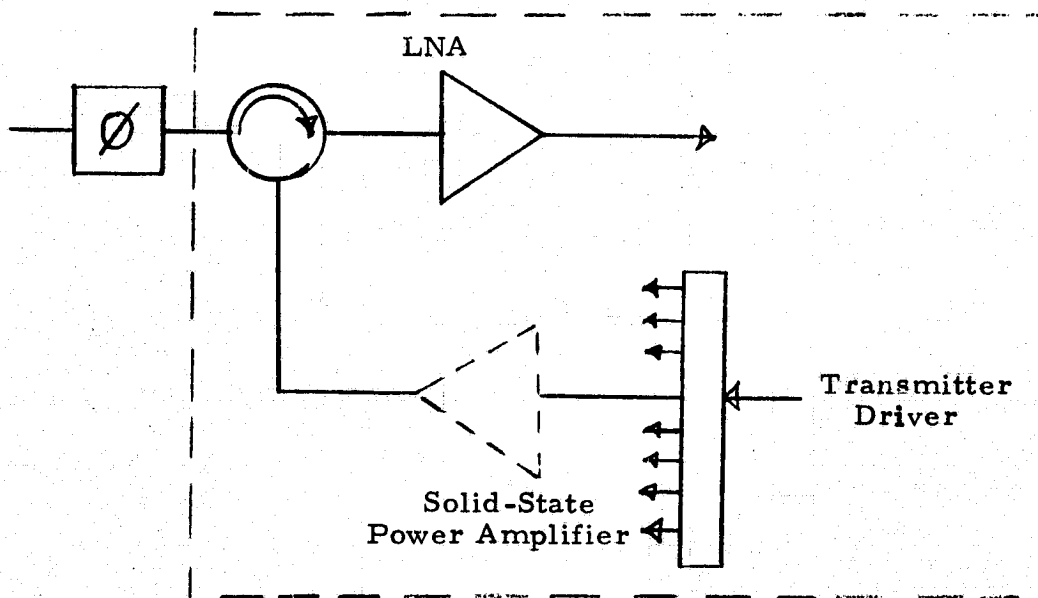 LNA
Ø
Transmitter
Driver
Solid-State
Power Amplifier